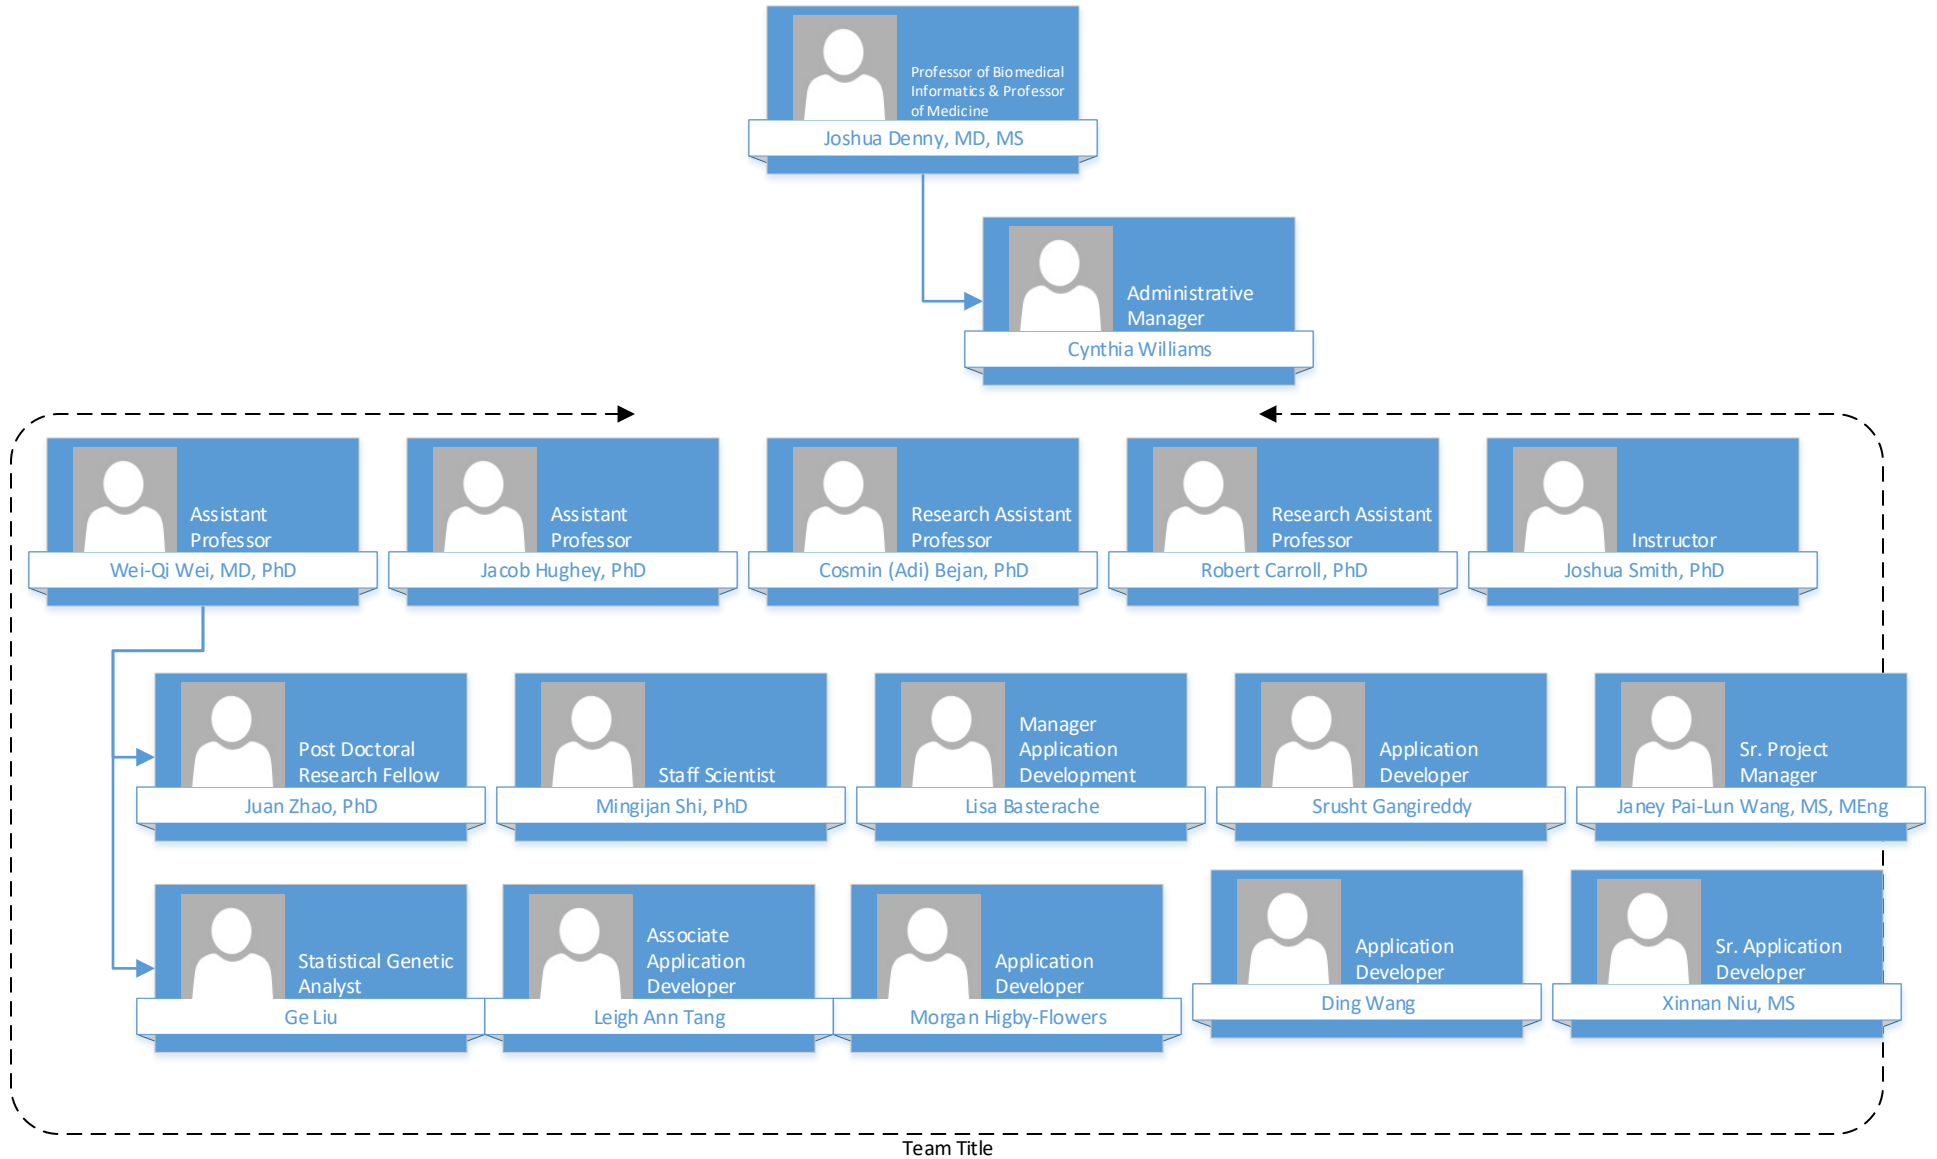 Professor of Biomedical
Informatics & Professor
of Medicine
Joshua Denny, MD, MS
Administrative
Manager
Cynthia Williams
Assistant
Professor
Wei-Qi Wei, MD, PhD
Assistant
Professor
Jacob Hughey, PhD
Research Assistant
Professor
Cosmin (Adi) Bejan, PhD
Research Assistant
Professor
Robert Carroll, PhD
Instructor
Joshua Smith, PhD
Post Doctoral
Research Fellow
Juan Zhao, PhD
Staff Scientist
Mingijan Shi, PhD
Manager
Application
Development
Lisa Basterache
Application
Developer
Srusht Gangireddy
Sr. Project
Manager
Janey Pai-Lun Wang, MS, MEng
Statistical Genetic
Analyst
Ge Liu
Associate
Application
Developer
Leigh Ann Tang
Application
Developer
Morgan Higby-Flowers
Application
Developer
Ding Wang
Sr. Application
Developer
Xinnan Niu, MS
Team Title